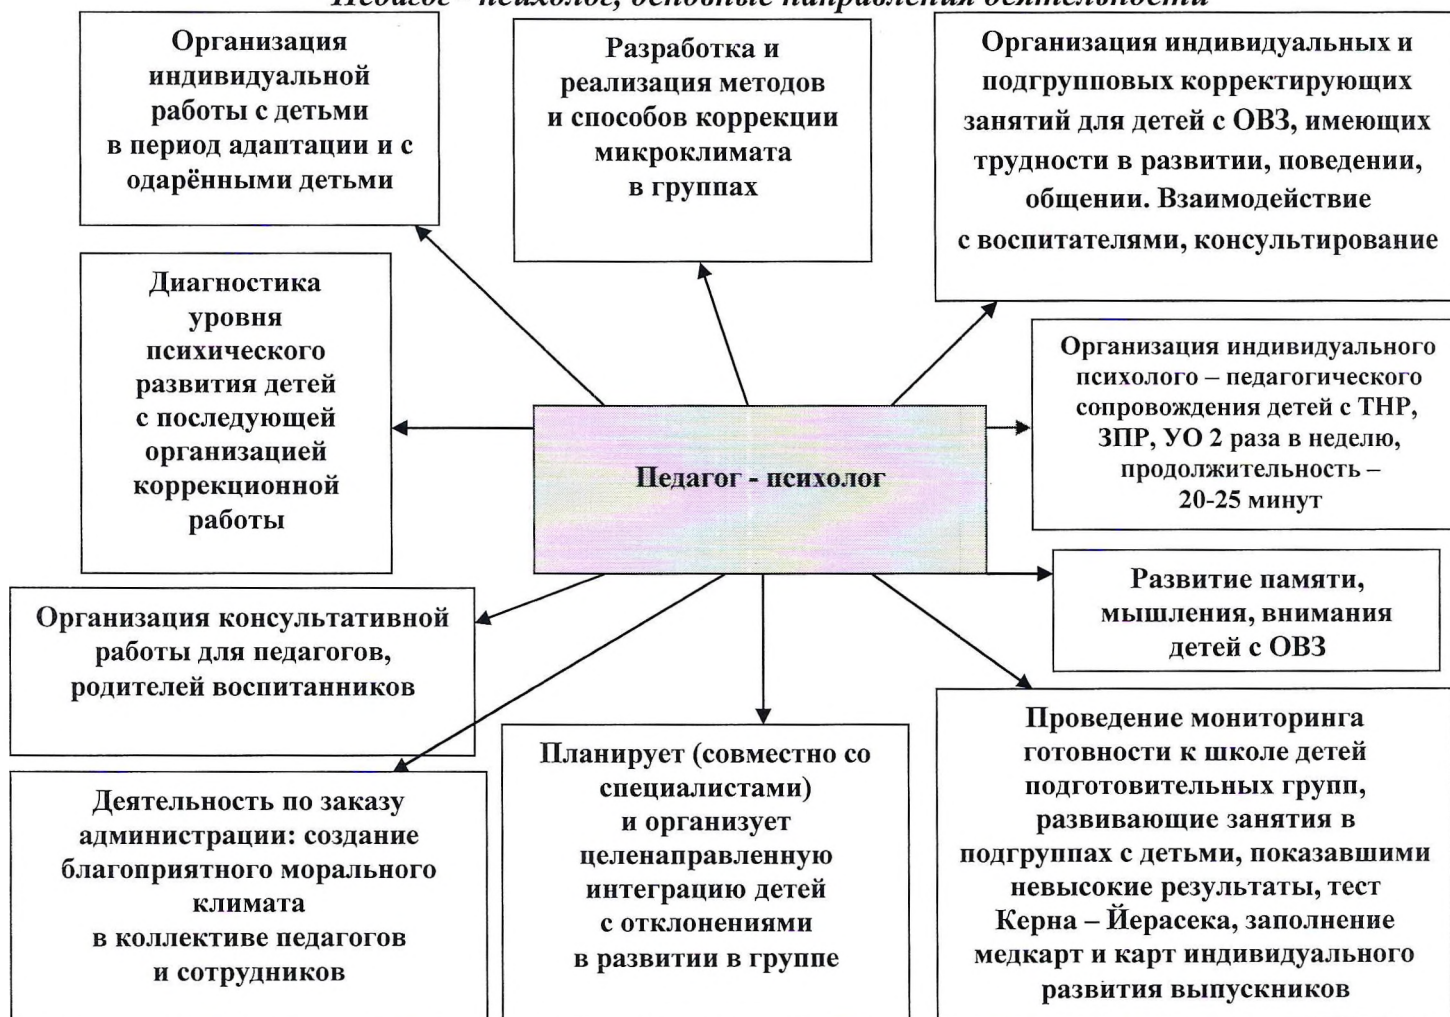 Педагог - психолог, основные направления деятельности
Организация
индивидуальной
работы с детьми
в период адаптации и с
одарёнными детьми
Разработка и
реализация методов
и способов коррекции
микроклимата
в группах
Организация индивидуальных и
подгрупповых корректирующих
занятий для детей с ОВЗ, имеющих
трудности в развитии, поведении,
общении. Взаимодействие
с воспитателями, консультирование
Диагностика
уровня
психического
развития детей
с последующей
организацией
коррекционной
работы
Организация индивидуального
психолого – педагогического
сопровождения детей с ТНР,
ЗПР, УО 2 раза в неделю,
продолжительность –
20-25 минут
Педагог - психолог
Развитие памяти,
мышления, внимания
детей с ОВЗ
Организация консультативной
работы для педагогов,
родителей воспитанников
Деятельность по заказу
администрации: создание
благоприятного морального
климата
в коллективе педагогов
и сотрудников
Планирует (совместно со
специалистами)
и организует
целенаправленную
интеграцию детей
с отклонениями
в развитии в группе
Проведение мониторинга
готовности к школе детей
подготовительных групп,
развивающие занятия в
подгруппах с детьми, показавшими
невысокие результаты, тест
Керна – Йерасека, заполнение
медкарт и карт индивидуального
развития выпускников